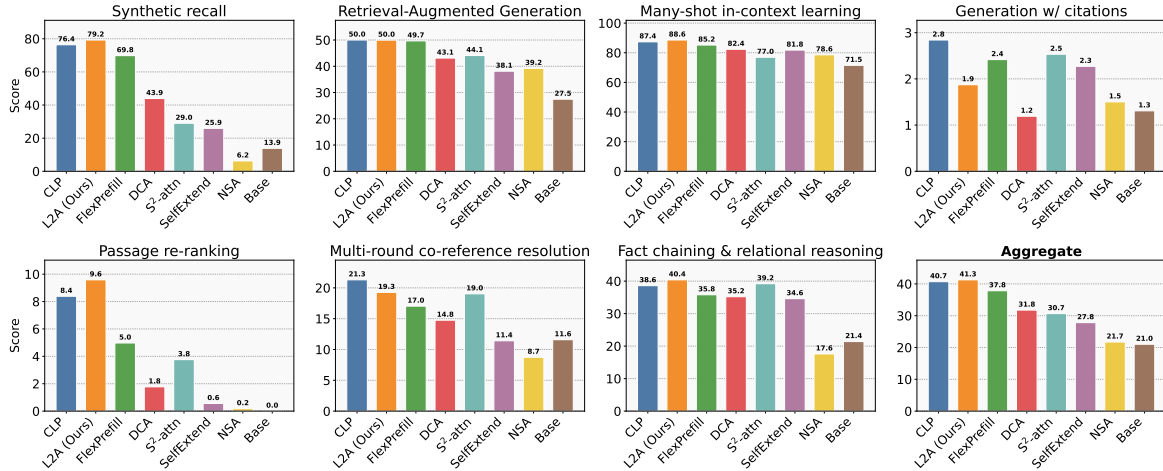 Synthetic recall
Score
80
60
40
20
0
76.4
79.2
69.8
43.9
29.0
25.9
6.2
13.9
CLP
L2A (Ours)
FlexPrefill
DCA
S²-attn
SelfExtend
NSA
Base
Retrieval-Augmented Generation
50
40
30
20
10
0
50.0
50.0
49.7
43.1
44.1
38.1
39.2
27.5
CLP
L2A (Ours)
FlexPrefill
DCA
S²-attn
SelfExtend
NSA
Base
Many-shot in-context learning
100
80
60
40
20
0
87.4
88.6
85.2
82.4
77.0
81.8
78.6
71.5
CLP
L2A (Ours)
FlexPrefill
DCA
S²-attn
SelfExtend
NSA
Base
Generation w/ citations
3
2
1
0
2.8
1.9
2.4
1.2
2.5
2.3
1.5
1.3
CLP
L2A (Ours)
FlexPrefill
DCA
S²-attn
SelfExtend
NSA
Base
Passage re-ranking
Score
10
8
6
4
2
0
8.4
9.6
5.0
1.8
3.8
0.6
0.2
0.0
CLP
L2A (Ours)
FlexPrefill
DCA
S²-attn
SelfExtend
NSA
Base
Multi-round co-reference resolution
20
15
10
5
0
21.3
19.3
17.0
14.8
19.0
11.4
8.7
11.6
CLP
L2A (Ours)
FlexPrefill
DCA
S²-attn
SelfExtend
NSA
Base
Fact chaining & relational reasoning
40
30
20
10
0
38.6
40.4
35.8
35.2
39.2
34.6
17.6
21.4
CLP
L2A (Ours)
FlexPrefill
DCA
S²-attn
SelfExtend
NSA
Base
Aggregate
40
30
20
10
0
40.7
41.3
37.8
31.8
30.7
27.8
21.7
21.0
CLP
L2A (Ours)
FlexPrefill
DCA
S²-attn
SelfExtend
NSA
Base